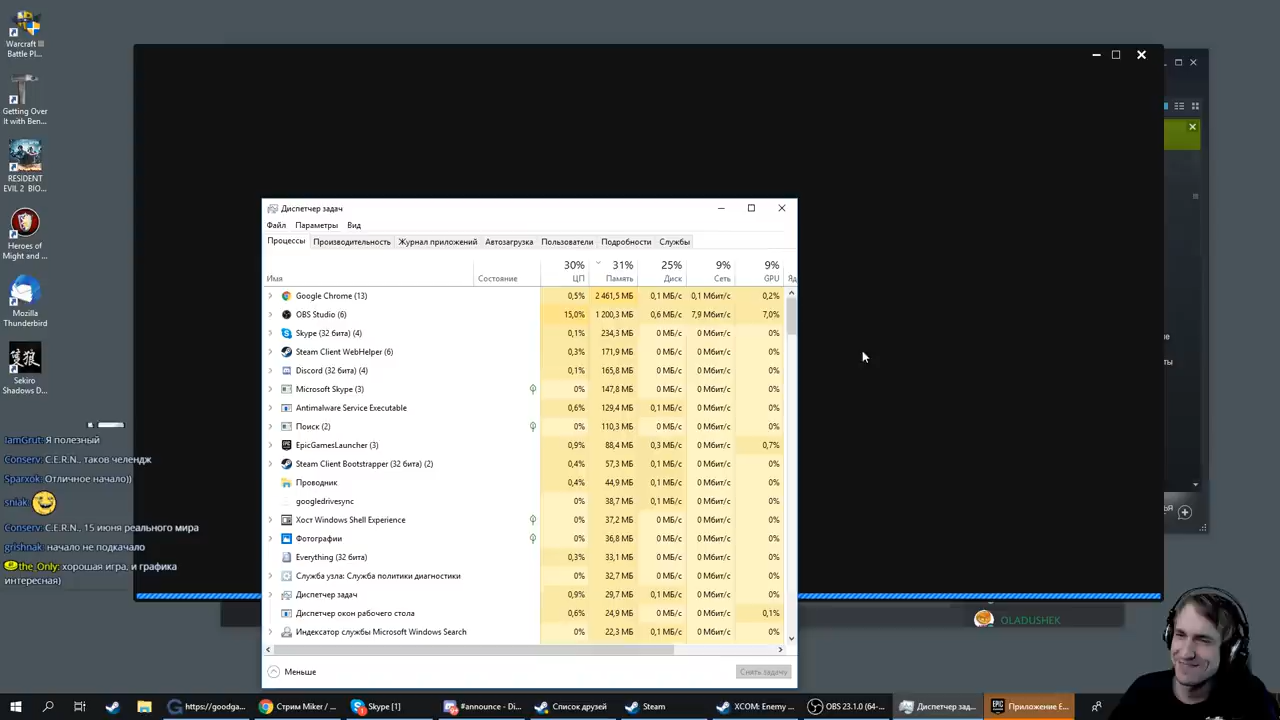 Warcraft III
Battle Pl...
Getting Over
It with Ben...
RESIDENT
EVIL 2 BIO...
Heroes of
Might and ...
Mozilla
Thunderbird
Sekiro
Shadows D...
IamGrut: Я полезный
Conserv: C.E.R.N., таков челендж
Sparxok: Отличное начало))
sniak:
Conserv: C.E.R.N., 15 июня реального мира
grishnak: начало не подкачало
the Only: хорошая игра, и графика
интересная)
Диспетчер задач
Файл Параметры Вид
Процессы Производительность Журнал приложений Автозагрузка Пользователи Подробности Службы
30% 31% 25% 9% 9%
Имя Состояние ЦП Память Диск Сеть GPU Яд
Google Chrome (13) 0,5% 2 461,5 МБ 0,1 МБ/с 0,1 Мбит/с 0,2%
OBS Studio (6) 15,0% 1 200,3 МБ 0,6 МБ/с 7,9 Мбит/с 7,0%
Skype (32 бита) (4) 0,1% 234,3 МБ 0 МБ/с 0 Мбит/с 0%
Steam Client WebHelper (6) 0,3% 171,9 МБ 0 МБ/с 0 Мбит/с 0%
Discord (32 бита) (4) 0,1% 165,8 МБ 0 МБ/с 0 Мбит/с 0%
Microsoft Skype (3) 0% 147,8 МБ 0 МБ/с 0 Мбит/с 0%
Antimalware Service Executable 0,6% 129,4 МБ 0,1 МБ/с 0 Мбит/с 0%
Поиск (2) 0% 110,3 МБ 0 МБ/с 0 Мбит/с 0%
EpicGamesLauncher (3) 0,9% 88,4 МБ 0,3 МБ/с 0 Мбит/с 0,7%
Steam Client Bootstrapper (32 бита) (2) 0,4% 57,3 МБ 0,1 МБ/с 0 Мбит/с 0%
Проводник 0,4% 44,9 МБ 0,1 МБ/с 0 Мбит/с 0%
googledrivesync 0% 38,7 МБ 0,1 МБ/с 0 Мбит/с 0%
Хост Windows Shell Experience 0% 37,2 МБ 0 МБ/с 0 Мбит/с 0%
Фотографии 0% 36,8 МБ 0 МБ/с 0 Мбит/с 0%
Everything (32 бита) 0,3% 33,1 МБ 0 МБ/с 0 Мбит/с 0%
Служба узла: Служба политики диагностики 0% 32,7 МБ 0 МБ/с 0 Мбит/с 0%
Диспетчер задач 0,9% 29,7 МБ 0 МБ/с 0 Мбит/с 0%
Диспетчер окон рабочего стола 0,6% 24,9 МБ 0 МБ/с 0 Мбит/с 0,1%
Индексатор службы Microsoft Windows Search 0% 22,3 МБ 0,1 МБ/с 0 Мбит/с 0%
Меньше Снять задачу
OLADUSHEK
https://goodga... Стрим Miker / ... Skype [1] #announce - Di... Список друзей Steam XCOM: Enemy ... OBS 23.1.0 (64-... Диспетчер зад... Приложение E...